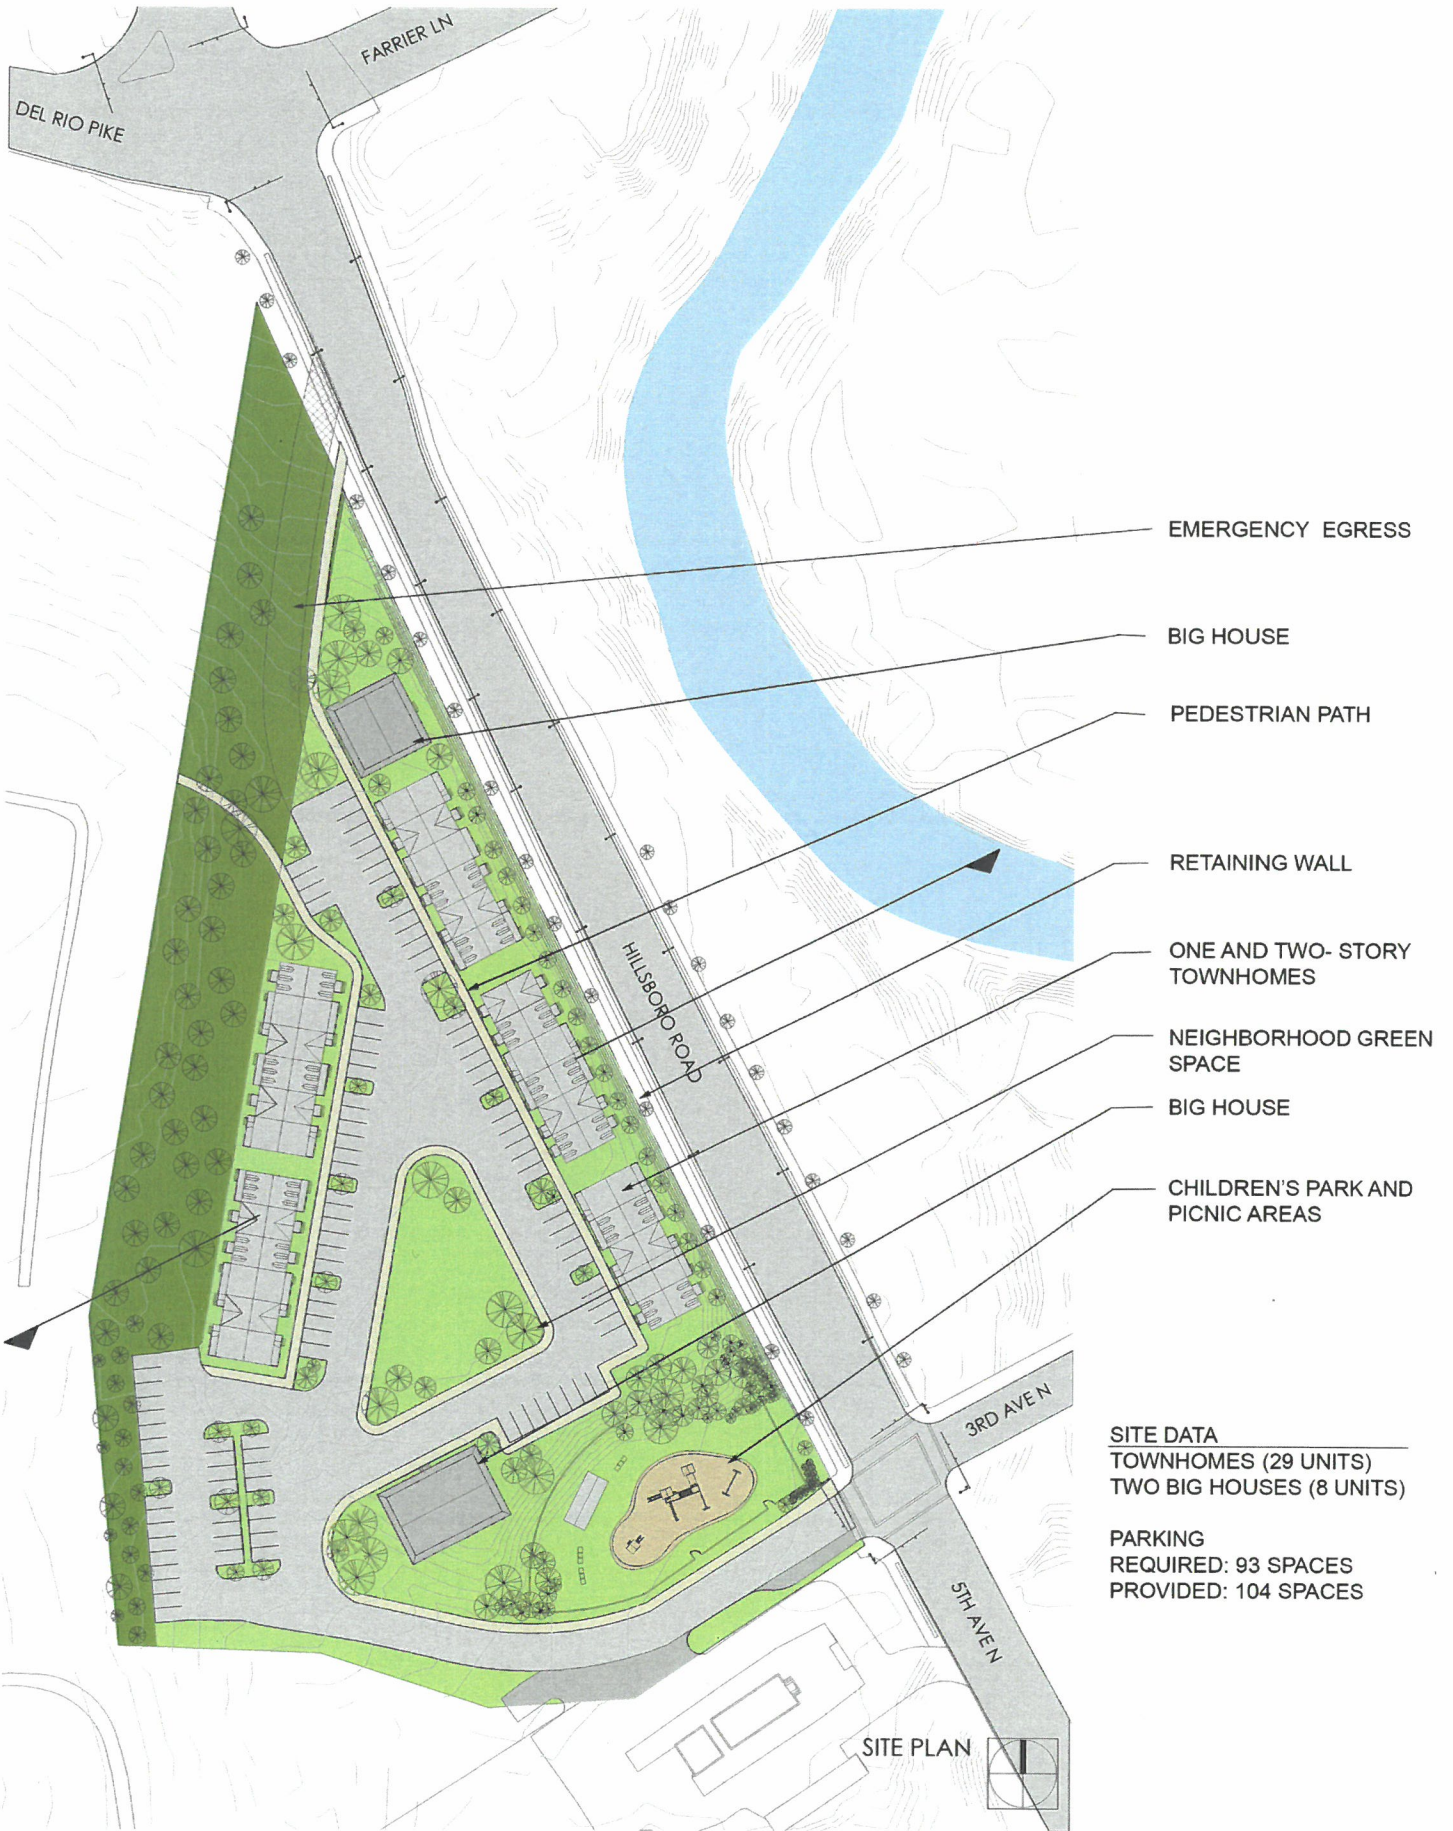 FARRIER LN
DEL RIO PIKE
EMERGENCY EGRESS
BIG HOUSE
PEDESTRIAN PATH
RETAINING WALL
HILLSBORO ROAD
ONE AND TWO- STORY
TOWNHOMES
NEIGHBORHOOD GREEN
SPACE
BIG HOUSE
CHILDREN'S PARK AND
PICNIC AREAS
3RD AVE N
SITE DATA
TOWNHOMES (29 UNITS)
TWO BIG HOUSES (8 UNITS)
PARKING
REQUIRED: 93 SPACES
PROVIDED: 104 SPACES
5TH AVE N
SITE PLAN